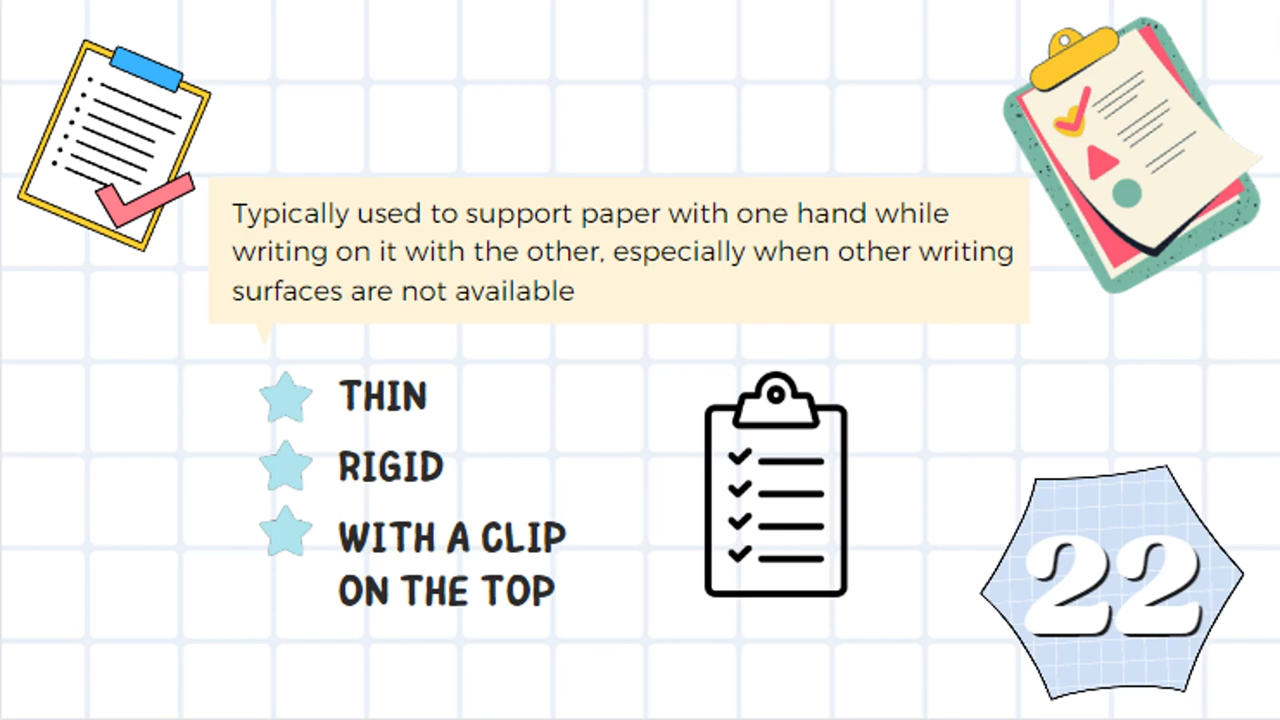 Typically used to support paper with one hand while
writing on it with the other, especially when other writing
surfaces are not available
THIN
RIGID
WITH A CLIP
ON THE TOP
22